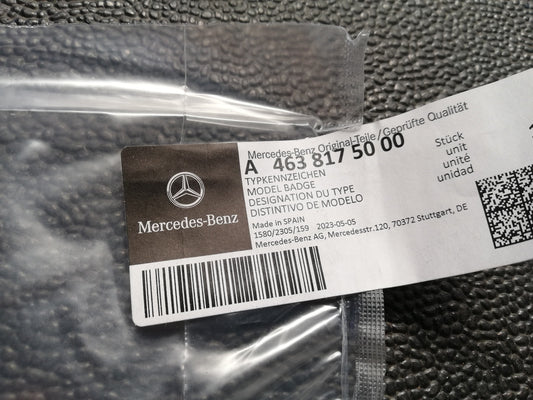 Mercedes-Benz Original-Teile / Geprüfte Qualität
A 463 817 50 00
Stück
unit
unité
unidad
TYPKENNZEICHEN
MODEL BADGE
DESIGNATION DU TYPE
DISTINTIVO DE MODELO
Made in SPAIN
1580/2305/159 2023-05-05
Mercedes-Benz AG, Mercedesstr.120, 70372 Stuttgart, DE
Mercedes-Benz